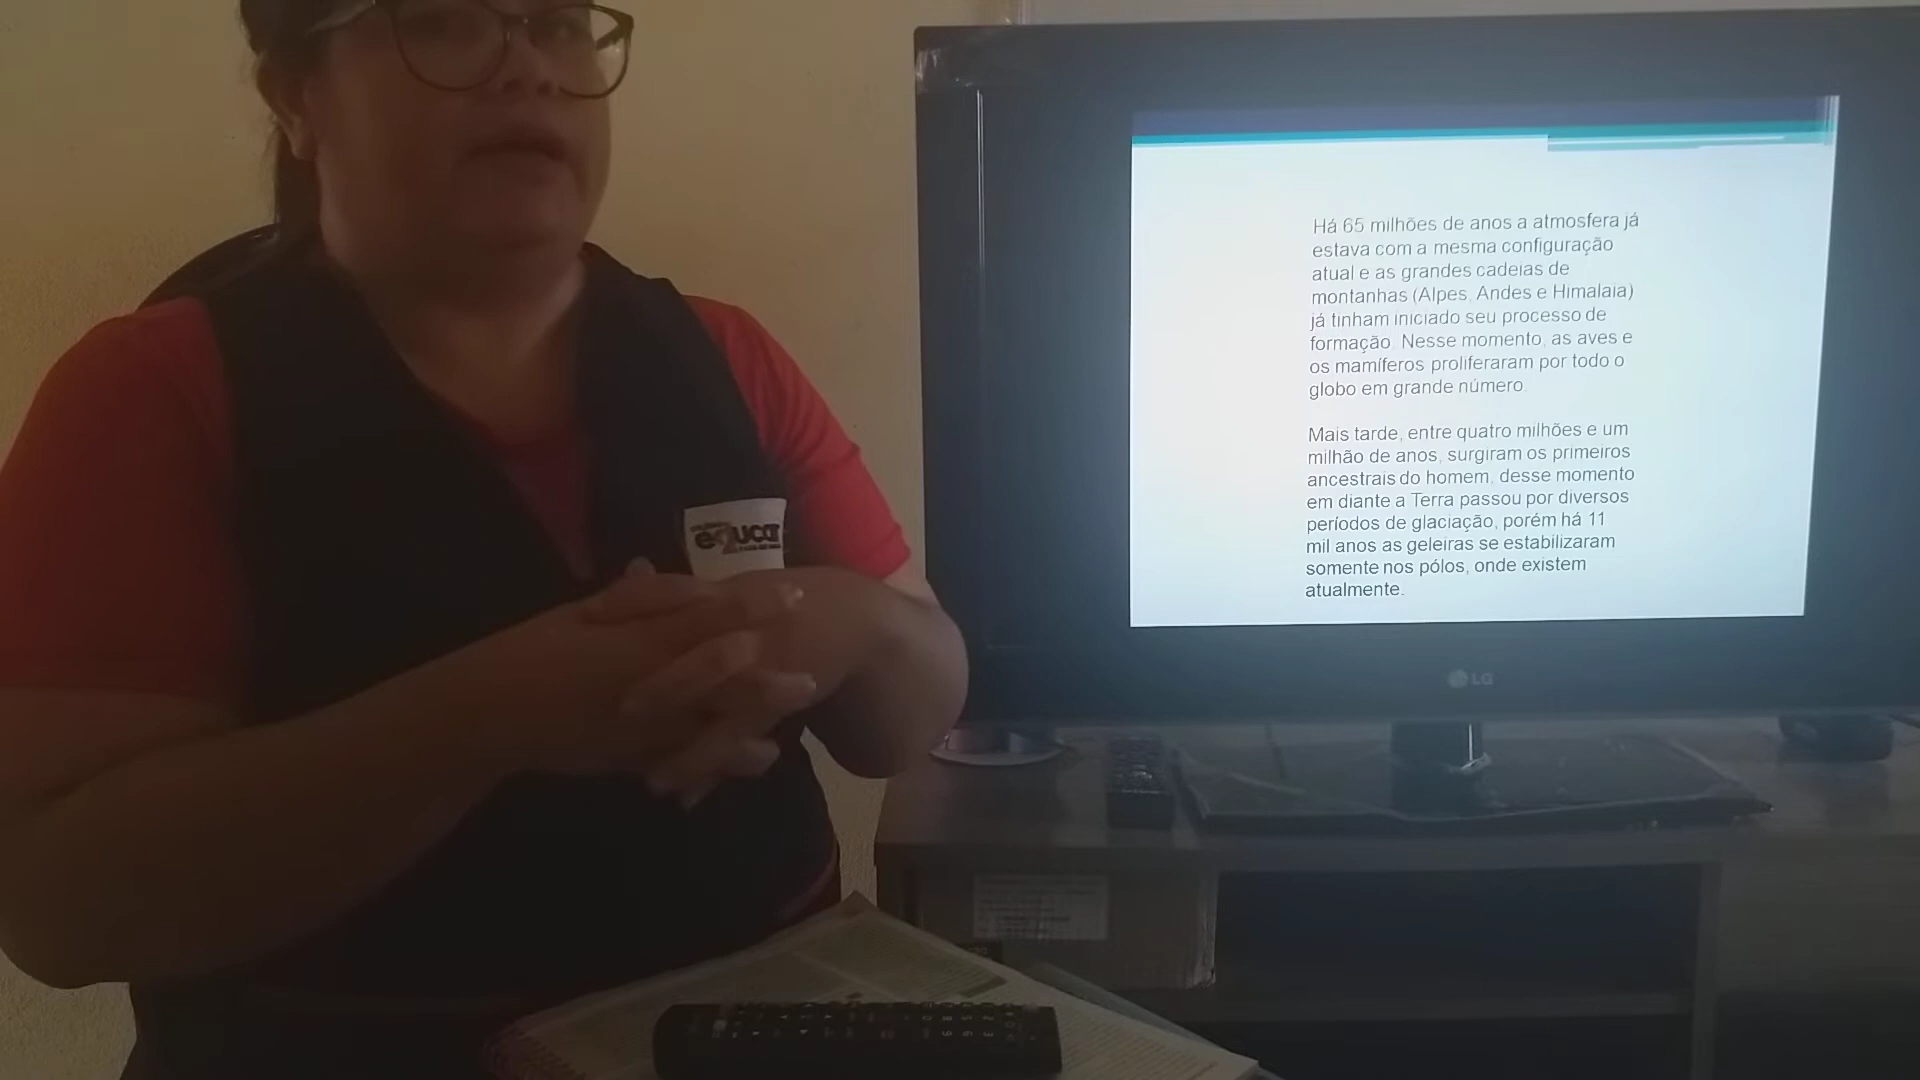 Há 65 milhões de anos a atmosfera já
estava com a mesma configuração
atual e as grandes cadeias de
montanhas (Alpes, Andes e Himalaia)
já tinham iniciado seu processo de
formação. Nesse momento, as aves e
os mamíferos proliferaram por todo o
globo em grande número.
Mais tarde, entre quatro milhões e um
milhão de anos, surgiram os primeiros
ancestrais do homem, desse momento
em diante a Terra passou por diversos
períodos de glaciação, porém há 11
mil anos as geleiras se estabilizaram
somente nos pólos, onde existem
atualmente.
LG
educar